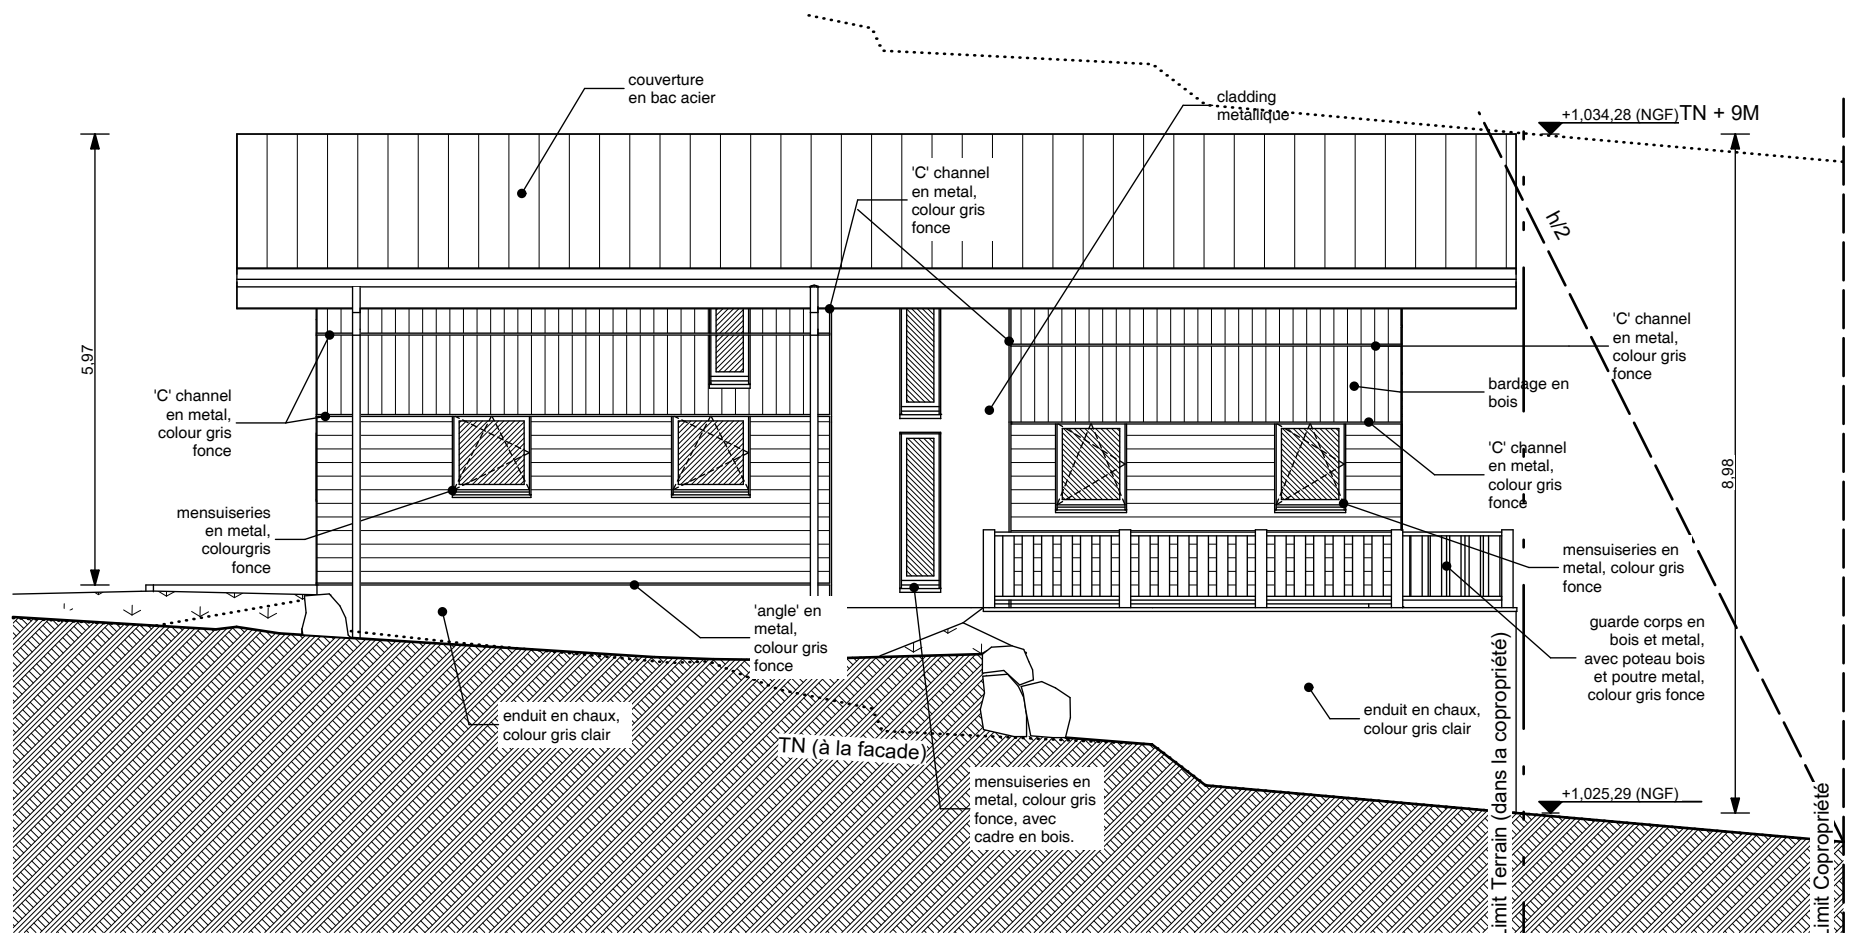 couverture
en bac acier
cladding
metallique
+1,034,28 (NGF)
TN + 9M
'C' channel
en metal,
colour gris
fonce
h/2
5,97
'C' channel
en metal,
colour gris
fonce
'C' channel
en metal,
colour gris
fonce
bardage en
bois
'C' channel
en metal,
colour gris
fonce
8,98
mensuiseries
en metal,
colourgris
fonce
mensuiseries en
metal, colour gris
fonce
'angle' en
metal,
colour gris
fonce
guarde corps en
bois et metal,
avec poteau bois
et poutre metal,
colour gris fonce
enduit en chaux,
colour gris clair
enduit en chaux,
colour gris clair
TN (à la facade)
mensuiseries en
metal, colour gris
fonce, avec
cadre en bois.
+1,025,29 (NGF)
imit Terrain (dans la copropriété)
imit Copropriété